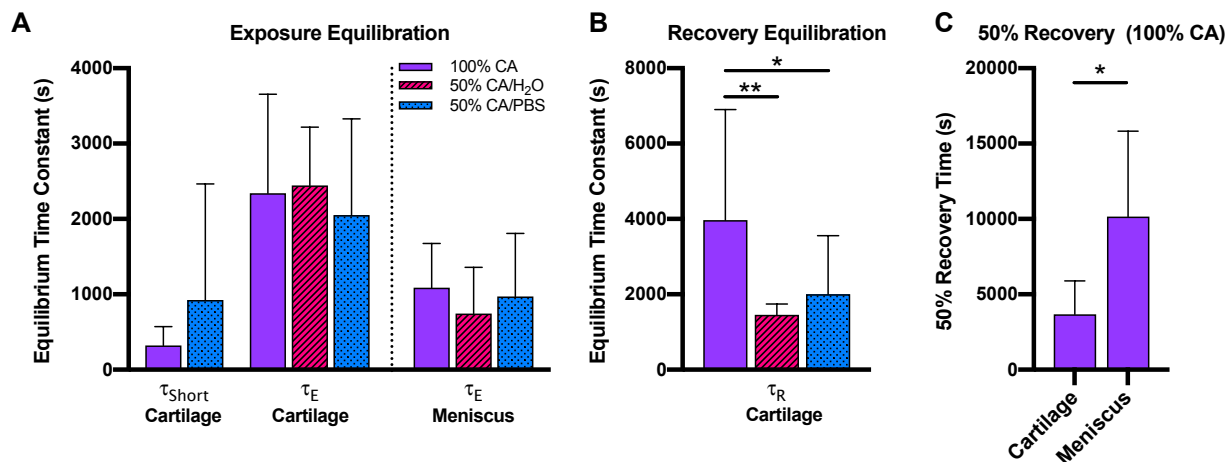 A
Exposure Equilibration
Equilibrium Time Constant (s)
4000
3000
2000
1000
0
100% CA
50% CA/H₂O
50% CA/PBS
τShort
Cartilage
τE
Cartilage
τE
Meniscus
B
Recovery Equilibration
Equilibrium Time Constant (s)
8000
6000
4000
2000
0
*
**
τR
Cartilage
C
50% Recovery (100% CA)
50% Recovery Time (s)
20000
15000
10000
5000
0
*
Cartilage
Meniscus